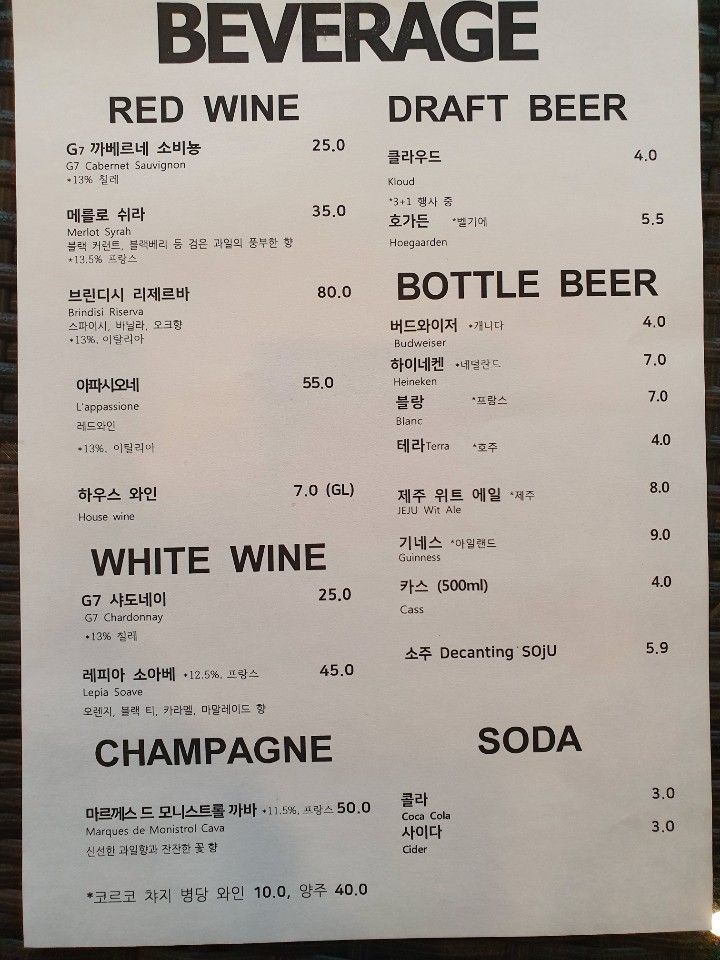 BEVERAGE
RED WINE
G7 까베르네 소비뇽 25.0
G7 Cabernet Sauvignon
*13% 칠레
메를로 쉬라 35.0
Merlot Syrah
블랙 커런트, 블랙베리 등 검은 과일의 풍부한 향
*13.5% 프랑스
브린디시 리제르바 80.0
Brindisi Riserva
스파이시, 바닐라, 오크향
*13%, 이탈리아
아파시오네 55.0
L'appassione
레드와인
*13%. 이탈리아
하우스 와인 7.0 (GL)
House wine
WHITE WINE
G7 샤도네이 25.0
G7 Chardonnay
*13% 칠레
레피아 소아베 *12.5%. 프랑스 45.0
Lepia Soave
오렌지, 블랙 티, 카라멜, 마말레이드 향
CHAMPAGNE
마르께스 드 모니스트롤 까바 *11.5%. 프랑스 50.0
Marques de Monistrol Cava
신선한 과일향과 잔잔한 꽃 향
*코르코 챠지 병당 와인 10.0, 양주 40.0
DRAFT BEER
클라우드 4.0
Kloud
*3+1 행사 중
호가든 *벨기에 5.5
Hoegaarden
BOTTLE BEER
버드와이저 *캐나다 4.0
Budweiser
하이네켄 *네덜란드 7.0
Heineken
블랑 *프랑스 7.0
Blanc
테라 Terra *호주 4.0
제주 위트 에일 *제주 8.0
JEJU Wit Ale
기네스 *아일랜드 9.0
Guinness
카스 (500ml) 4.0
Cass
소주 Decanting SOjU 5.9
SODA
콜라 3.0
Coca Cola
사이다 3.0
Cider